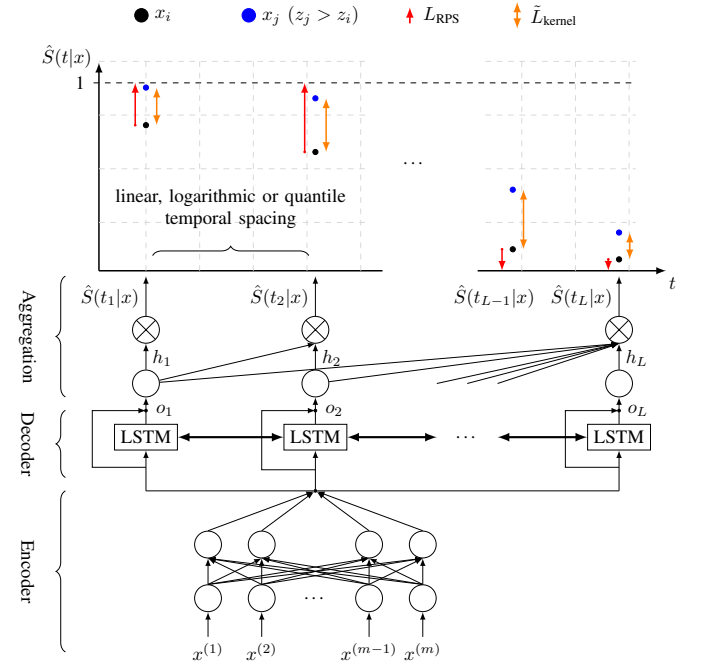 x_i    x_j (z_j > z_i)    L_RPS    L̃_kernel
Ŝ(t|x)
1
...
linear, logarithmic or quantile
temporal spacing
t
Ŝ(t_1|x)    Ŝ(t_2|x)    Ŝ(t_{L−1}|x)    Ŝ(t_L|x)
Aggregation
h_1    h_2    h_L
o_1    o_2    o_L
Decoder
LSTM    LSTM    ...    LSTM
Encoder
...
x^{(1)}    x^{(2)}    x^{(m−1)}    x^{(m)}